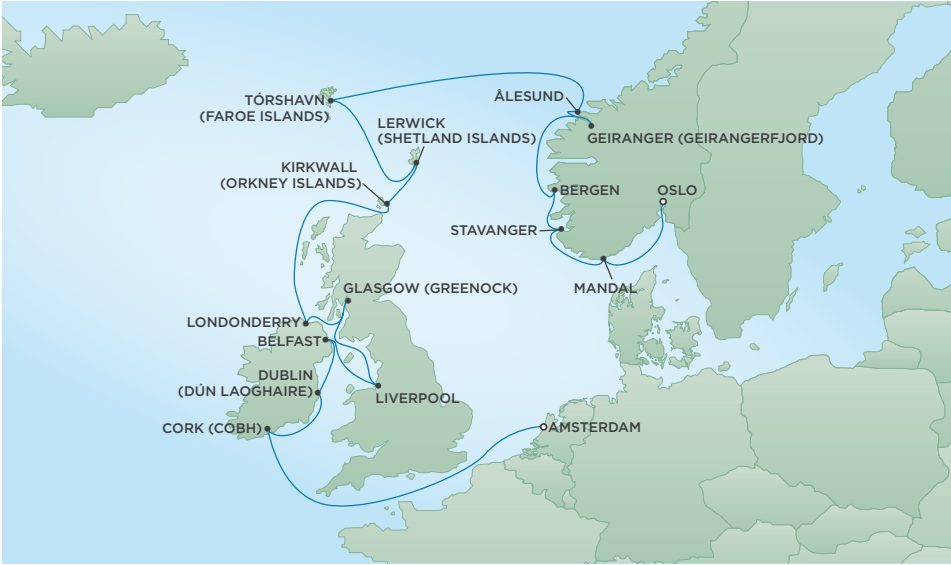 ÅLESUND
TÓRSHAVN
(FAROE ISLANDS)
LERWICK
(SHETLAND ISLANDS)
GEIRANGER (GEIRANGERFJORD)
KIRKWALL
(ORKNEY ISLANDS)
BERGEN
OSLO
STAVANGER
MANDAL
GLASGOW (GREENOCK)
LONDONDERRY
BELFAST
DUBLIN
(DÚN LAOGHAIRE)
LIVERPOOL
CORK (COBH)
AMSTERDAM